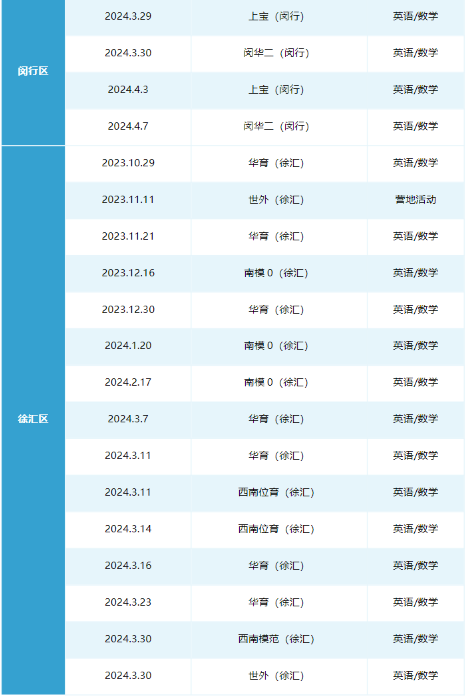 闵行区
2024.3.29 上宝（闵行） 英语/数学
2024.3.30 闵华二（闵行） 英语/数学
2024.4.3 上宝（闵行） 英语/数学
2024.4.7 闵华二（闵行） 英语/数学
徐汇区
2023.10.29 华育（徐汇） 英语/数学
2023.11.11 世外（徐汇） 营地活动
2023.11.21 华育（徐汇） 英语/数学
2023.12.16 南模 0（徐汇） 英语/数学
2023.12.30 华育（徐汇） 英语/数学
2024.1.20 南模 0（徐汇） 英语/数学
2024.2.17 南模 0（徐汇） 英语/数学
2024.3.7 华育（徐汇） 英语/数学
2024.3.11 华育（徐汇） 英语/数学
2024.3.11 西南位育（徐汇） 英语/数学
2024.3.14 西南位育（徐汇） 英语/数学
2024.3.16 华育（徐汇） 英语/数学
2024.3.23 华育（徐汇） 英语/数学
2024.3.30 西南模范（徐汇） 英语/数学
2024.3.30 世外（徐汇） 英语/数学